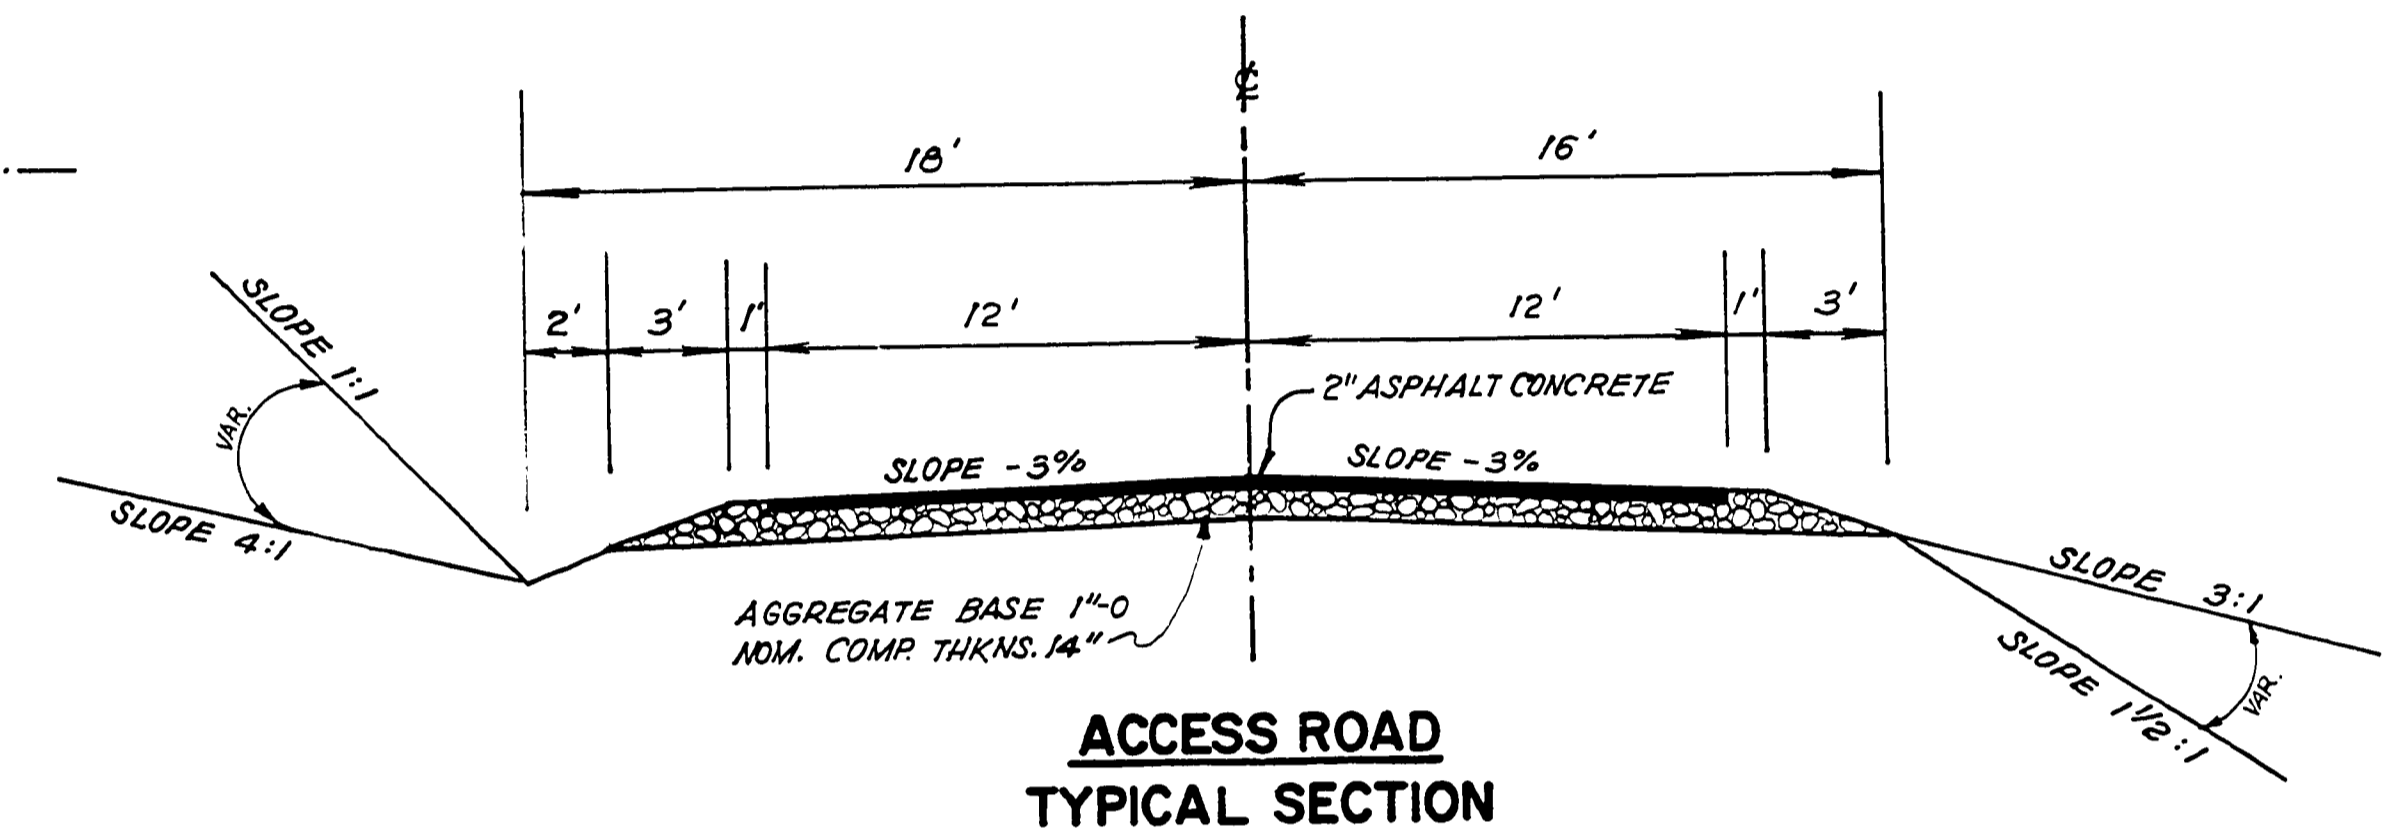 ℄
18'
16'
2'
3'
1'
12'
12'
1'
3'
SLOPE 1:1
VAR.
SLOPE 4:1
2" ASPHALT CONCRETE
SLOPE -3%
SLOPE -3%
AGGREGATE BASE 1"-0
NOM. COMP. THKNS. 14"
SLOPE 3:1
SLOPE 1 1/2:1
VAR.
ACCESS ROAD
TYPICAL SECTION